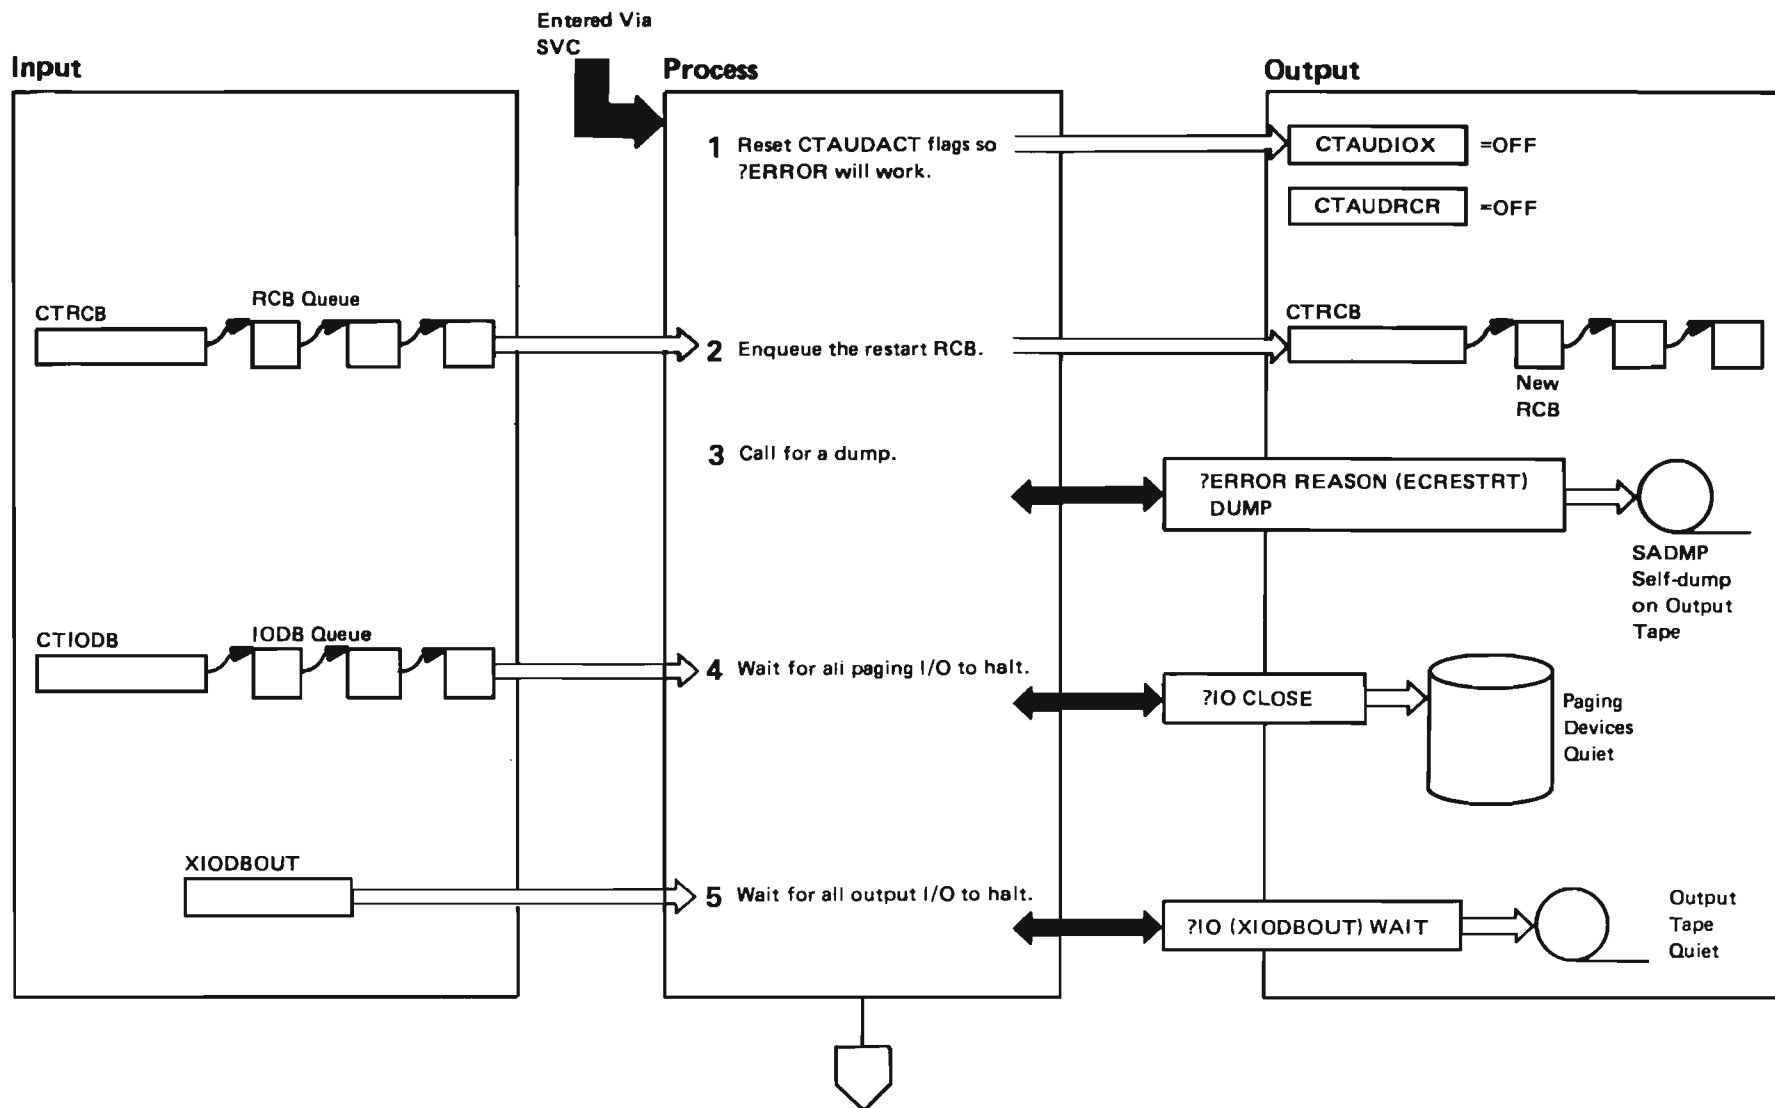 Entered Via
SVC
Input
Process
Output
1 Reset CTAUDACT flags so
?ERROR will work.
CTAUDIOX =OFF
CTAUDRCR =OFF
CTRCB
RCB Queue
2 Enqueue the restart RCB.
CTRCB
New
RCB
3 Call for a dump.
?ERROR REASON (ECRESTRT)
DUMP
SADMP
Self-dump
on Output
Tape
CTIODB
IODB Queue
4 Wait for all paging I/O to halt.
?IO CLOSE
Paging
Devices
Quiet
XIODBOUT
5 Wait for all output I/O to halt.
?IO (XIODBOUT) WAIT
Output
Tape
Quiet